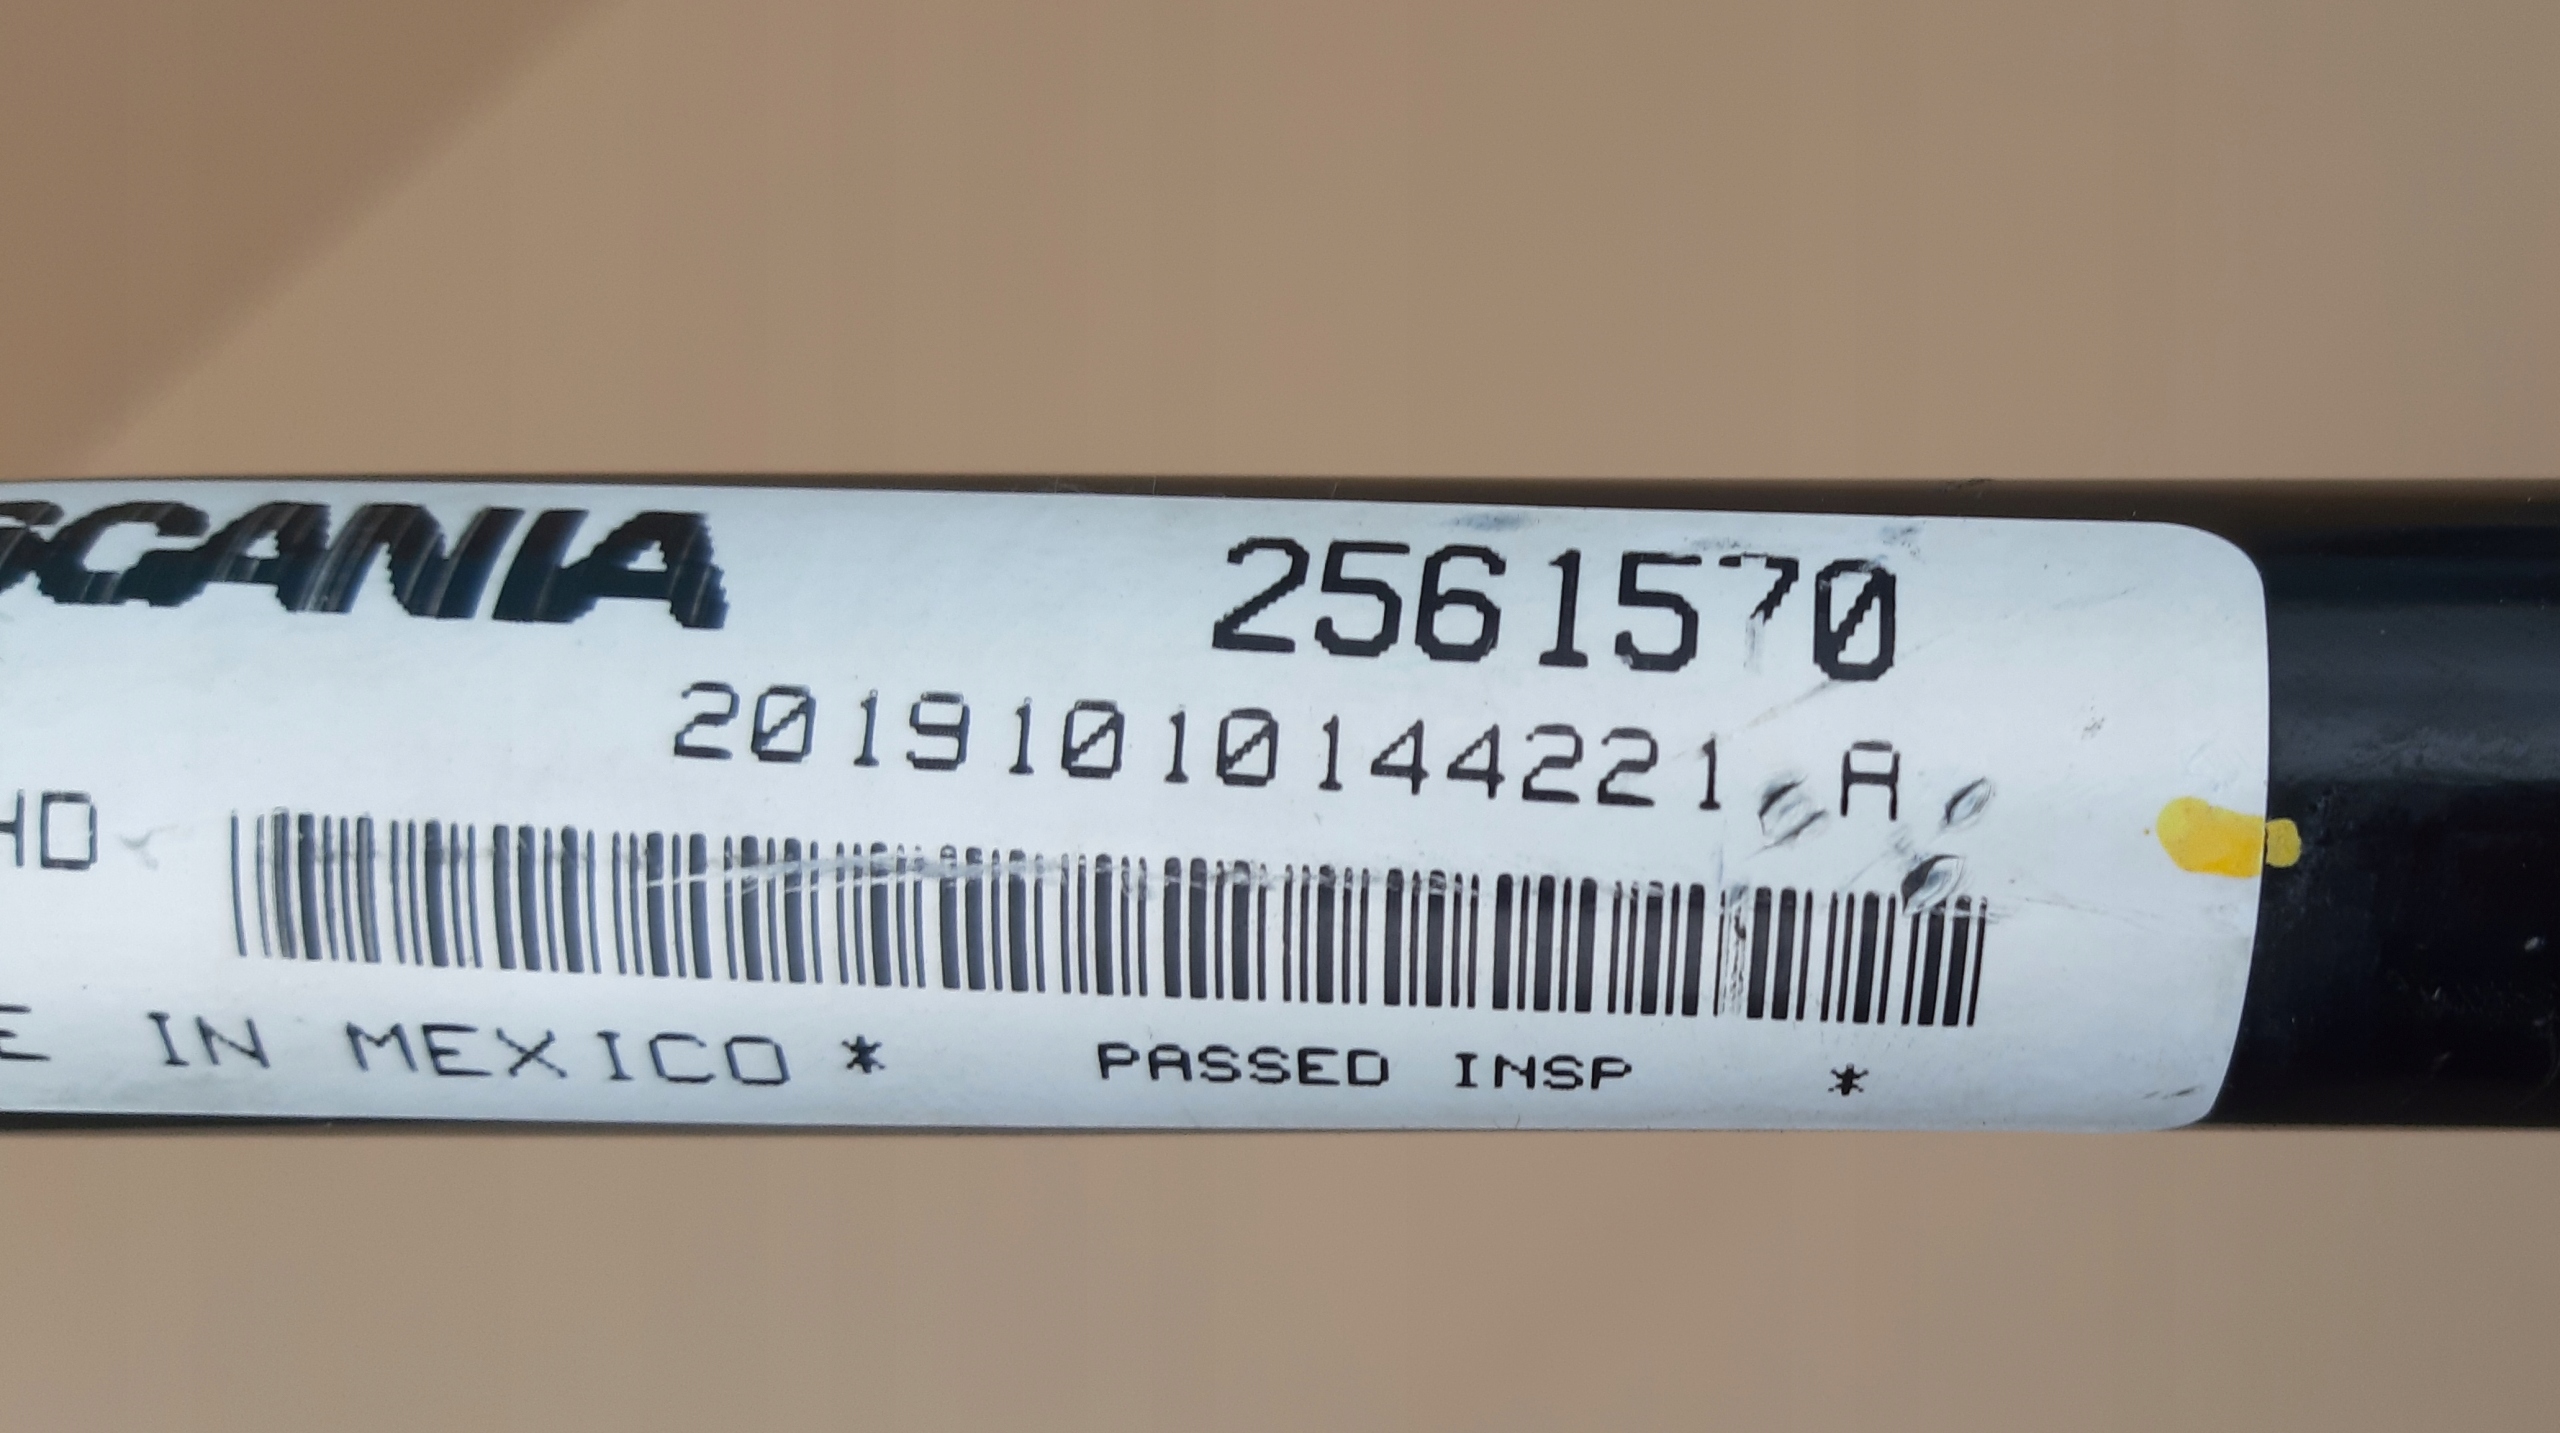 SCANIA 2561570
20191010144221 A
HD
E IN MEXICO * PASSED INSP *